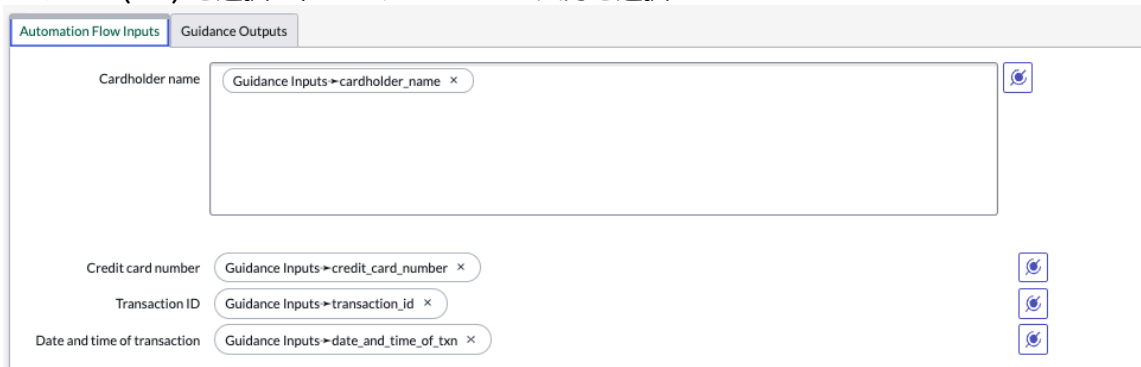 Automation Flow Inputs Guidance Outputs
Cardholder name Guidance Inputs➛cardholder_name ×
Credit card number Guidance Inputs➛credit_card_number ×
Transaction ID Guidance Inputs➛transaction_id ×
Date and time of transaction Guidance Inputs➛date_and_time_of_txn ×